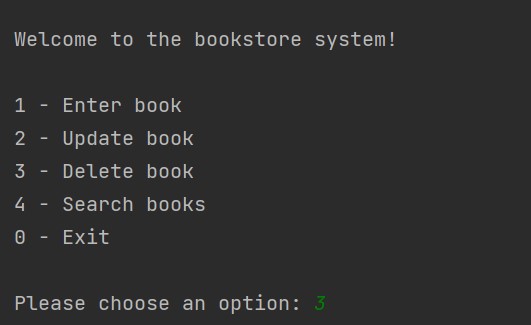 Welcome to the bookstore system!
1 - Enter book
2 - Update book
3 - Delete book
4 - Search books
0 - Exit
Please choose an option: 3